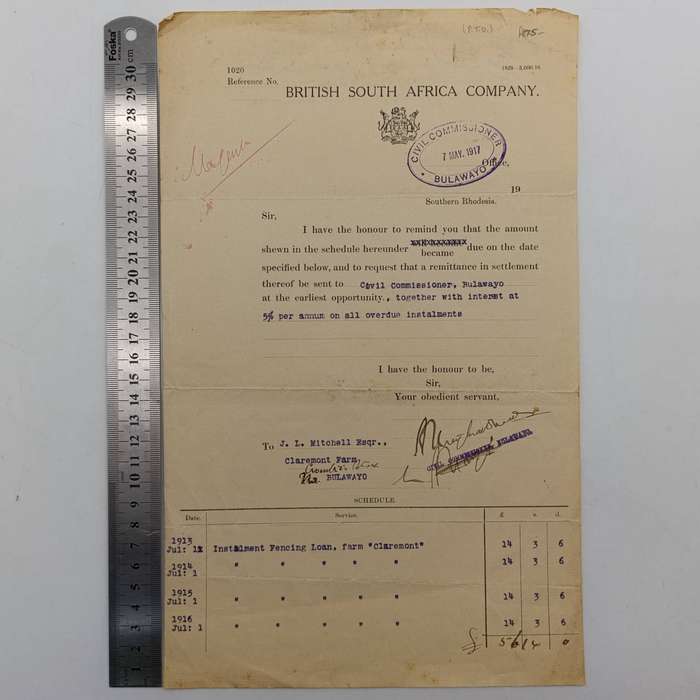 (P.T.O.)
1020
Reference No.
BRITISH SOUTH AFRICA COMPANY.
CIVIL COMMISSIONER
7 MAY. 1917
BULAWAYO
Office,
19
Southern Rhodesia.
Sir,
I have the honour to remind you that the amount
shewn in the schedule hereunder became due on the date
specified below, and to request that a remittance in settlement
thereof be sent to Civil Commissioner, Bulawayo
at the earliest opportunity., together with interest at
5% per annum on all overdue instalments
I have the honour to be,
Sir,
Your obedient servant,
CIVIL COMMISSIONER, BULAWAYO.
To J. L. Mitchell Esqr.,
Claremont Farm,
BULAWAYO
SCHEDULE.
Date. Service. £ s. d.
1913
Jul: 1 Instalment Fencing Loan, farm "Claremont" 14 3 6
1914
Jul: 1 " " " " " 14 3 6
1915
Jul: 1 " " " " " 14 3 6
1916
Jul: 1 " " " " " 14 3 6
£ 56 14 0
Foska
cm
30
29
28
27
26
25
24
23
22
21
20
19
18
17
16
15
14
13
12
11
10
9
8
7
6
5
4
3
2
1